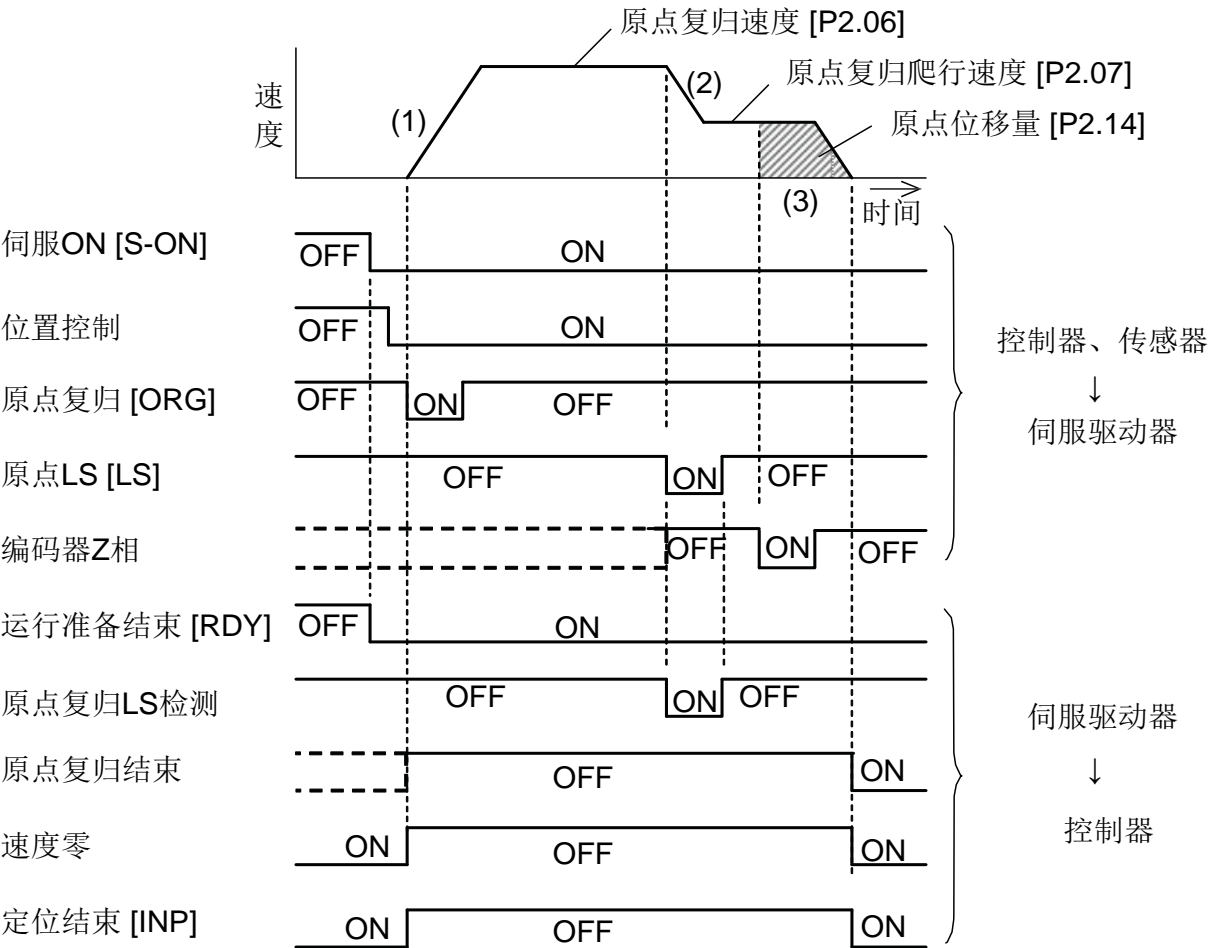 原点复归速度 [P2.06]
(2)
原点复归爬行速度 [P2.07]
速度
(1)
原点位移量 [P2.14]
(3)
时间
伺服ON [S-ON]
OFF ON
位置控制
OFF ON
控制器、传感器
原点复归 [ORG]
OFF ON OFF
↓
伺服驱动器
原点LS [LS]
OFF ON OFF
编码器Z相
OFF ON OFF
运行准备结束 [RDY]
OFF ON
原点复归LS检测
OFF ON OFF
伺服驱动器
原点复归结束
OFF ON
↓
控制器
速度零
ON OFF ON
定位结束 [INP]
ON OFF ON